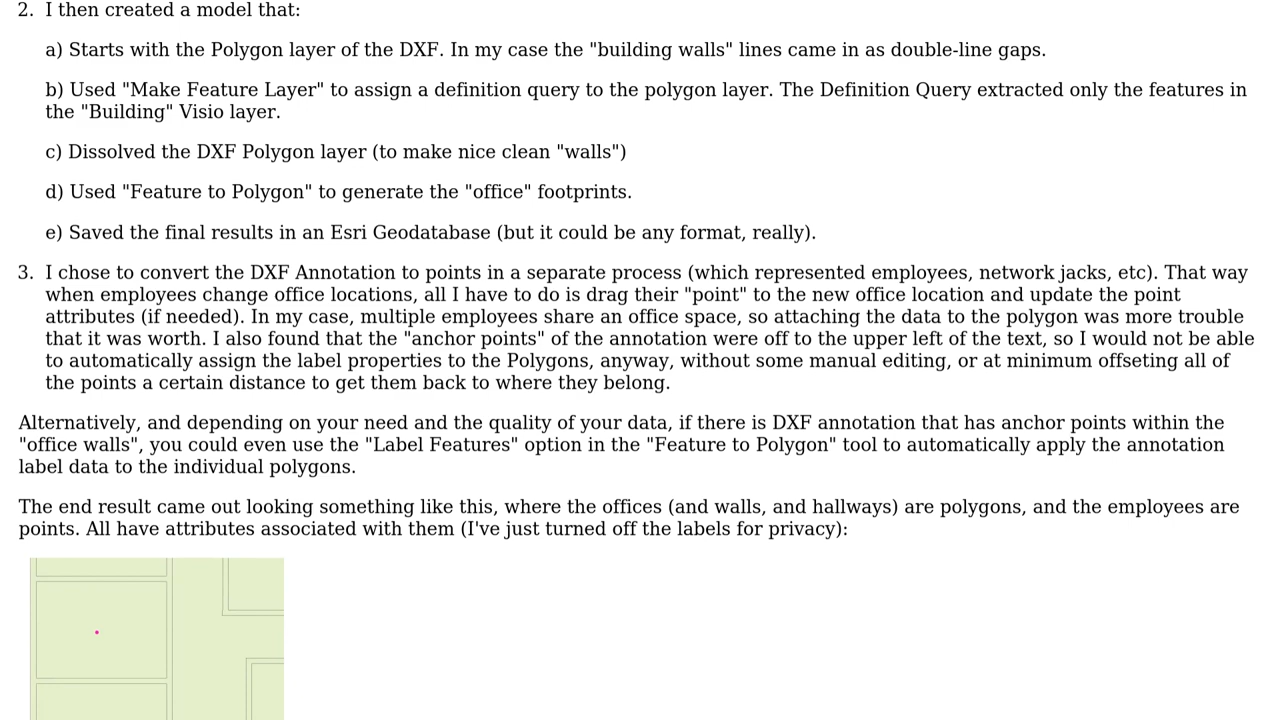 2. I then created a model that:
a) Starts with the Polygon layer of the DXF. In my case the "building walls" lines came in as double-line gaps.
b) Used "Make Feature Layer" to assign a definition query to the polygon layer. The Definition Query extracted only the features in
the "Building" Visio layer.
c) Dissolved the DXF Polygon layer (to make nice clean "walls")
d) Used "Feature to Polygon" to generate the "office" footprints.
e) Saved the final results in an Esri Geodatabase (but it could be any format, really).
3. I chose to convert the DXF Annotation to points in a separate process (which represented employees, network jacks, etc). That way
when employees change office locations, all I have to do is drag their "point" to the new office location and update the point
attributes (if needed). In my case, multiple employees share an office space, so attaching the data to the polygon was more trouble
that it was worth. I also found that the "anchor points" of the annotation were off to the upper left of the text, so I would not be able
to automatically assign the label properties to the Polygons, anyway, without some manual editing, or at minimum offseting all of
the points a certain distance to get them back to where they belong.
Alternatively, and depending on your need and the quality of your data, if there is DXF annotation that has anchor points within the
"office walls", you could even use the "Label Features" option in the "Feature to Polygon" tool to automatically apply the annotation
label data to the individual polygons.
The end result came out looking something like this, where the offices (and walls, and hallways) are polygons, and the employees are
points. All have attributes associated with them (I've just turned off the labels for privacy):